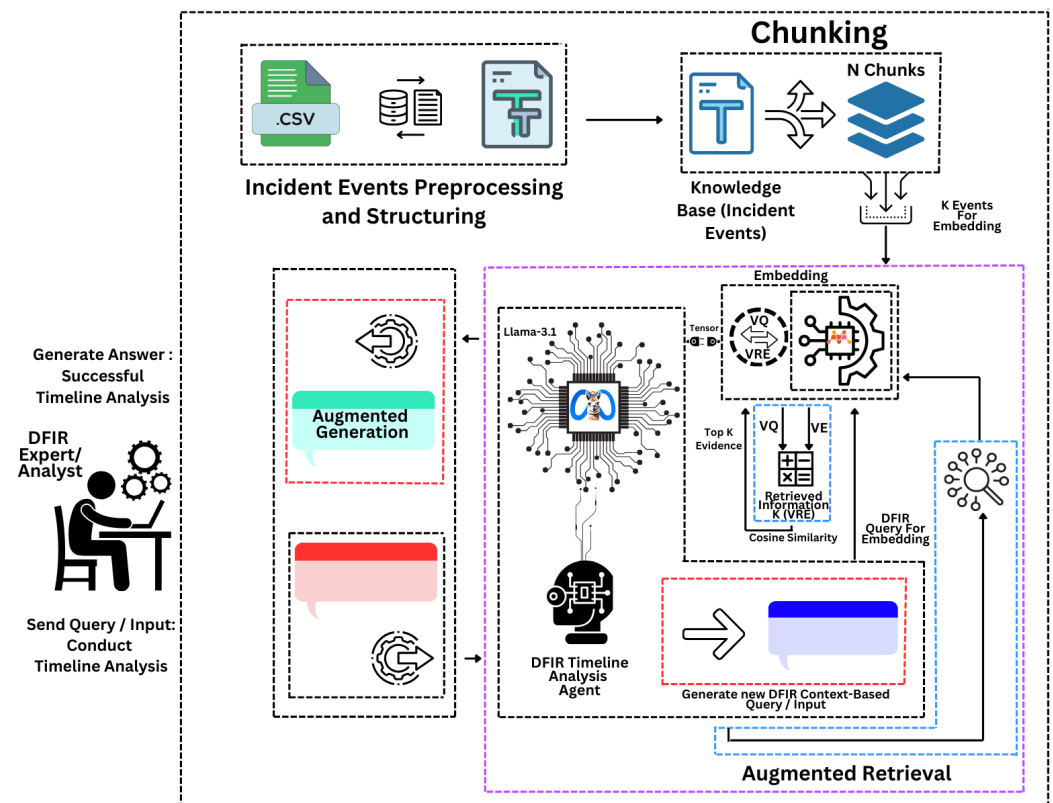 Chunking
N Chunks
.CSV
T
T
T
Incident Events Preprocessing
and Structuring
Knowledge
Base (Incident
Events)
K Events
For
Embedding
Embedding
Llama-3.1
Tensor
VQ
VRE
Generate Answer :
Successful
Timeline Analysis
Augmented
Generation
DFIR
Expert/
Analyst
Top K
Evidence
VQ
VE
Retrieved
Information
K (VRE)
Cosine Similarity
DFIR
Query For
Embedding
Send Query / Input:
Conduct
Timeline Analysis
DFIR Timeline
Analysis
Agent
Generate new DFIR Context-Based
Query / Input
Augmented Retrieval